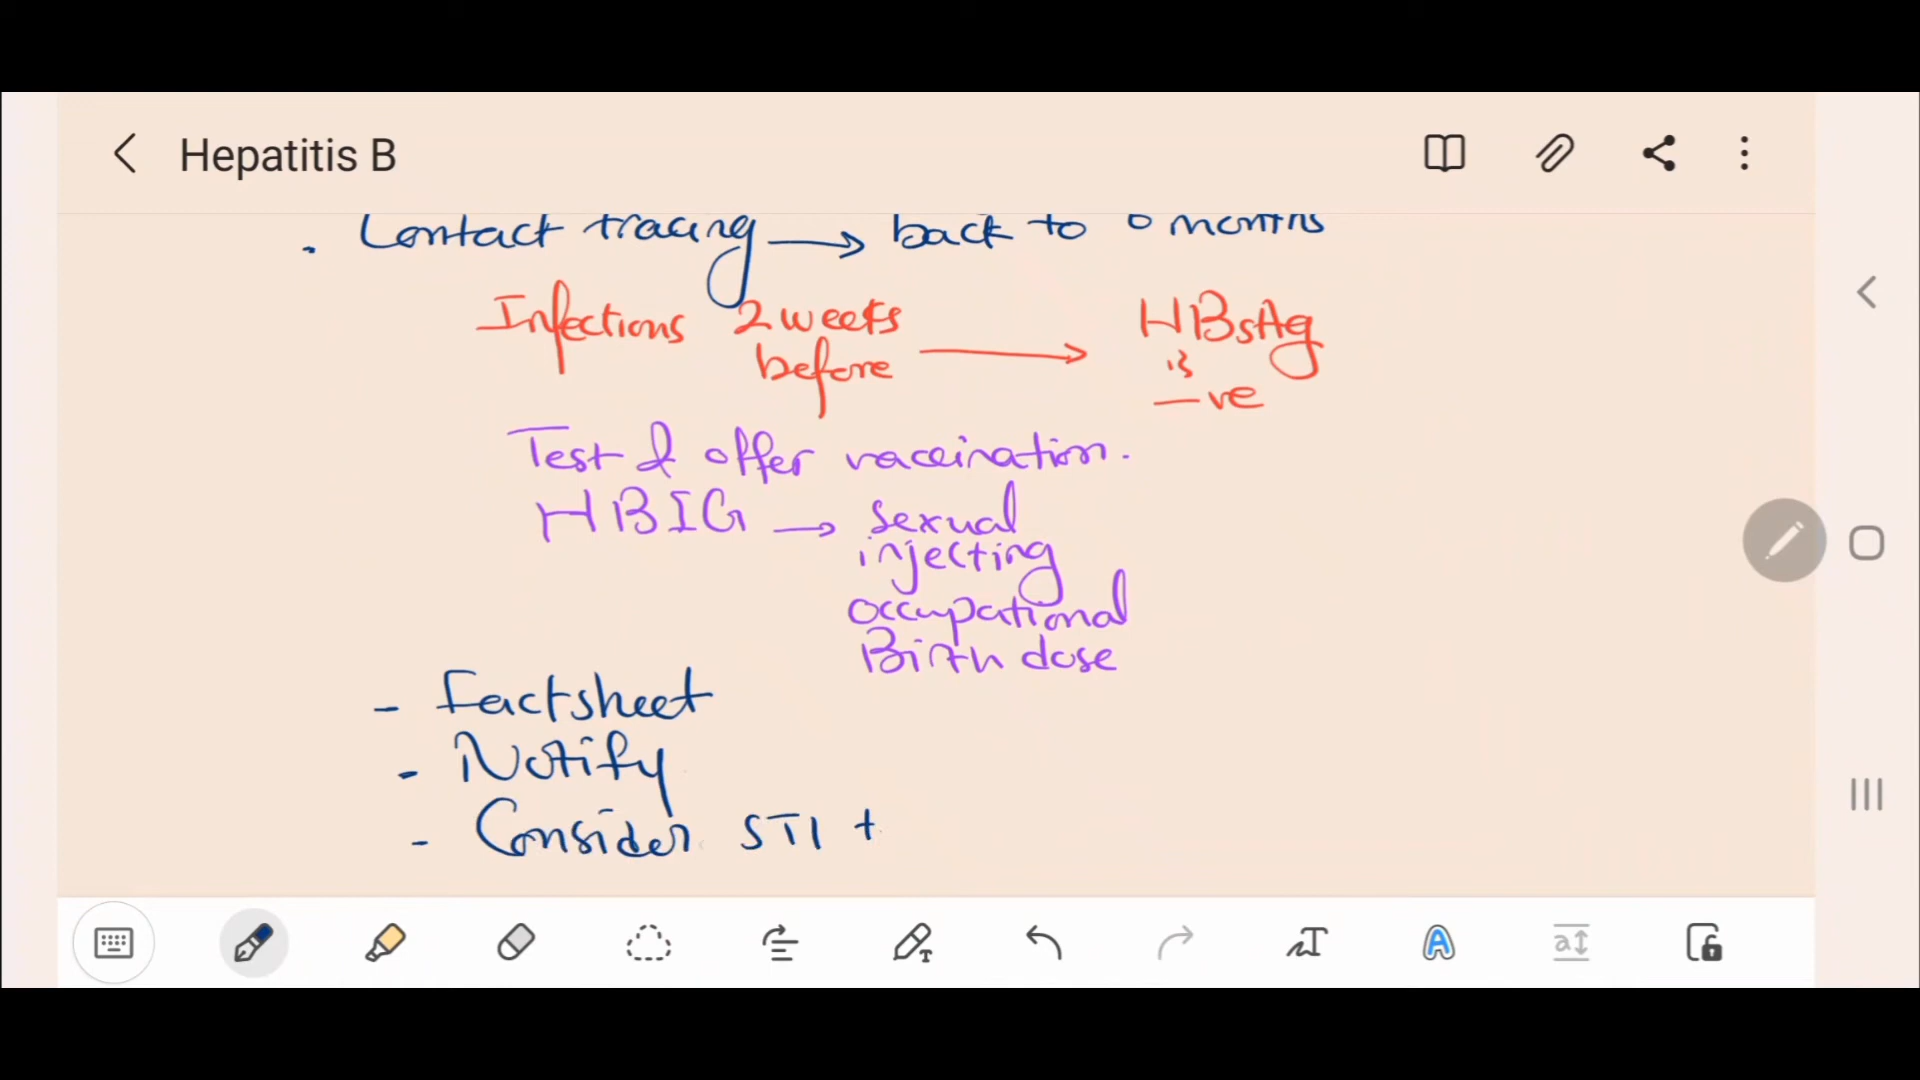 Hepatitis B
. Contact tracing → back to 6 months
Infections 2 weeks before → HBsAg is -ve
Test & offer vaccination.
HBIG → sexual
injecting
occupational
Birth dose
- Factsheet
- Notify
- Consider STI t